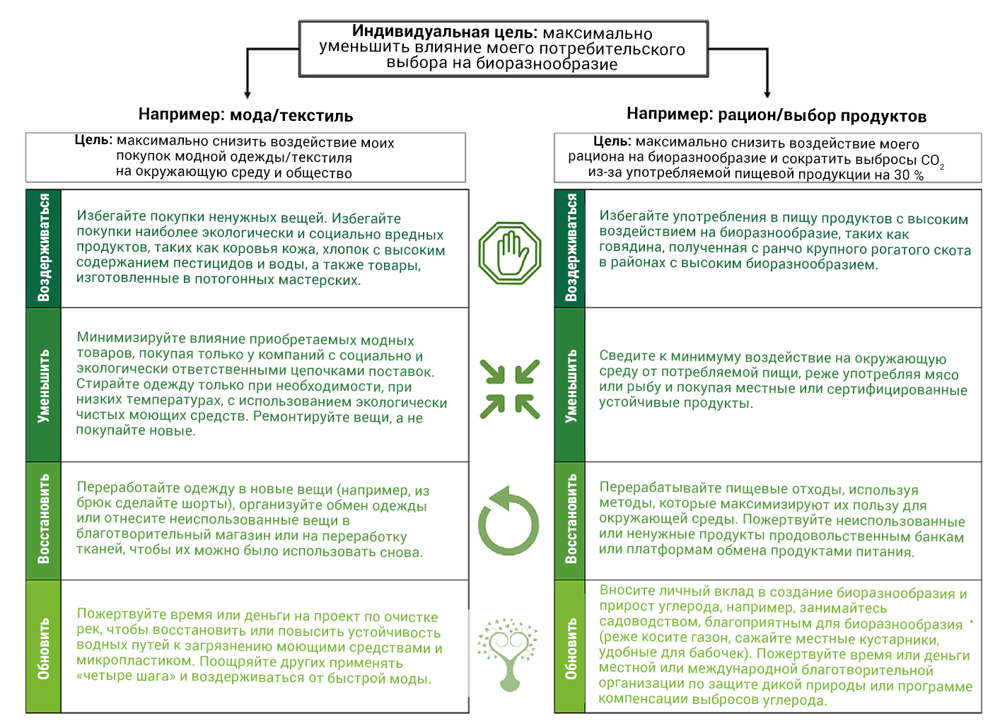 Индивидуальная цель: максимально
уменьшить влияние моего потребительского
выбора на биоразнообразие
Например: мода/текстиль
Цель: максимально снизить воздействие моих
покупок модной одежды/текстиля
на окружающую среду и общество
Воздерживаться
Избегайте покупки ненужных вещей. Избегайте
покупки наиболее экологически и социально вредных
продуктов, таких как коровья кожа, хлопок с высоким
содержанием пестицидов и воды, а также товары,
изготовленные в потогонных мастерских.
Уменьшить
Минимизируйте влияние приобретаемых модных
товаров, покупая только у компаний с социально и
экологически ответственными цепочками поставок.
Стирайте одежду только при необходимости, при
низких температурах, с использованием экологически
чистых моющих средств. Ремонтируйте вещи, а не
покупайте новые.
Восстановить
Переработайте одежду в новые вещи (например, из
брюк сделайте шорты), организуйте обмен одежды
или отнесите неиспользованные вещи в
благотворительный магазин или на переработку
тканей, чтобы их можно было использовать снова.
Обновить
Пожертвуйте время или деньги на проект по очистке
рек, чтобы восстановить или повысить устойчивость
водных путей к загрязнению моющими средствами и
микропластиком. Поощряйте других применять
«четыре шага» и воздерживаться от быстрой моды.
Например: рацион/выбор продуктов
Цель: максимально снизить воздействие моего
рациона на биоразнообразие и сократить выбросы CO2
из-за употребляемой пищевой продукции на 30 %
Воздерживаться
Избегайте употребления в пищу продуктов с высоким
воздействием на биоразнообразие, таких как
говядина, полученная с ранчо крупного рогатого скота
в районах с высоким биоразнообразием.
Уменьшить
Сведите к минимуму воздействие на окружающую
среду от потребляемой пищи, реже употребляя мясо
или рыбу и покупая местные или сертифицированные
устойчивые продукты.
Восстановить
Перерабатывайте пищевые отходы, используя
методы, которые максимизируют их пользу для
окружающей среды. Пожертвуйте неиспользованные
или ненужные продукты продовольственным банкам
или платформам обмена продуктами питания.
Обновить
Вносите личный вклад в создание биоразнообразия и
прирост углерода, например, занимайтесь
садоводством, благоприятным для биоразнообразия
(реже косите газон, сажайте местные кустарники,
удобные для бабочек). Пожертвуйте время или деньги
местной или международной благотворительной
организации по защите дикой природы или программе
компенсации выбросов углерода.